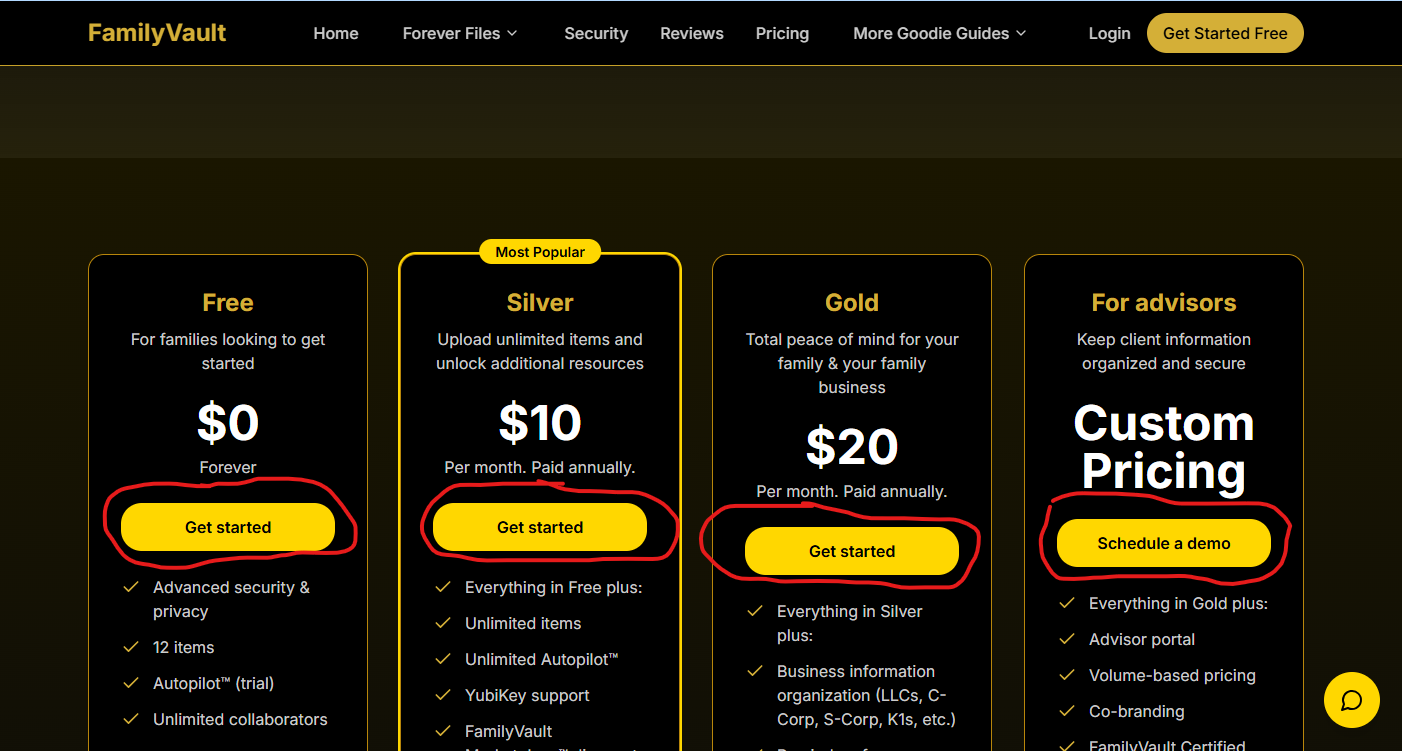 FamilyVault Home Forever Files Security Reviews Pricing More Goodie Guides Login Get Started Free
Most Popular
Free
For families looking to get
started
$0
Forever
Get started
Advanced security &
privacy
12 items
Autopilot™ (trial)
Unlimited collaborators
Silver
Upload unlimited items and
unlock additional resources
$10
Per month. Paid annually.
Get started
Everything in Free plus:
Unlimited items
Unlimited Autopilot™
YubiKey support
FamilyVault
Gold
Total peace of mind for your
family & your family
business
$20
Per month. Paid annually.
Get started
Everything in Silver
plus:
Business information
organization (LLCs, C-
Corp, S-Corp, K1s, etc.)
For advisors
Keep client information
organized and secure
Custom
Pricing
Schedule a demo
Everything in Gold plus:
Advisor portal
Volume-based pricing
Co-branding
FamilyVault Certified